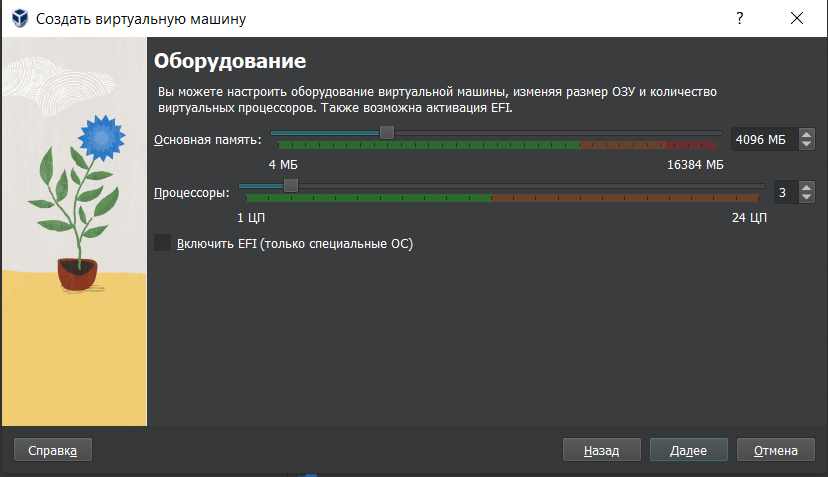 Создать виртуальную машину
Оборудование
Вы можете настроить оборудование виртуальной машины, изменяя размер ОЗУ и количество
виртуальных процессоров. Также возможна активация EFI.
Основная память:
4096 МБ
4 МБ
16384 МБ
Процессоры:
3
1 ЦП
24 ЦП
Включить EFI (только специальные ОС)
Справка
Назад
Далее
Отмена